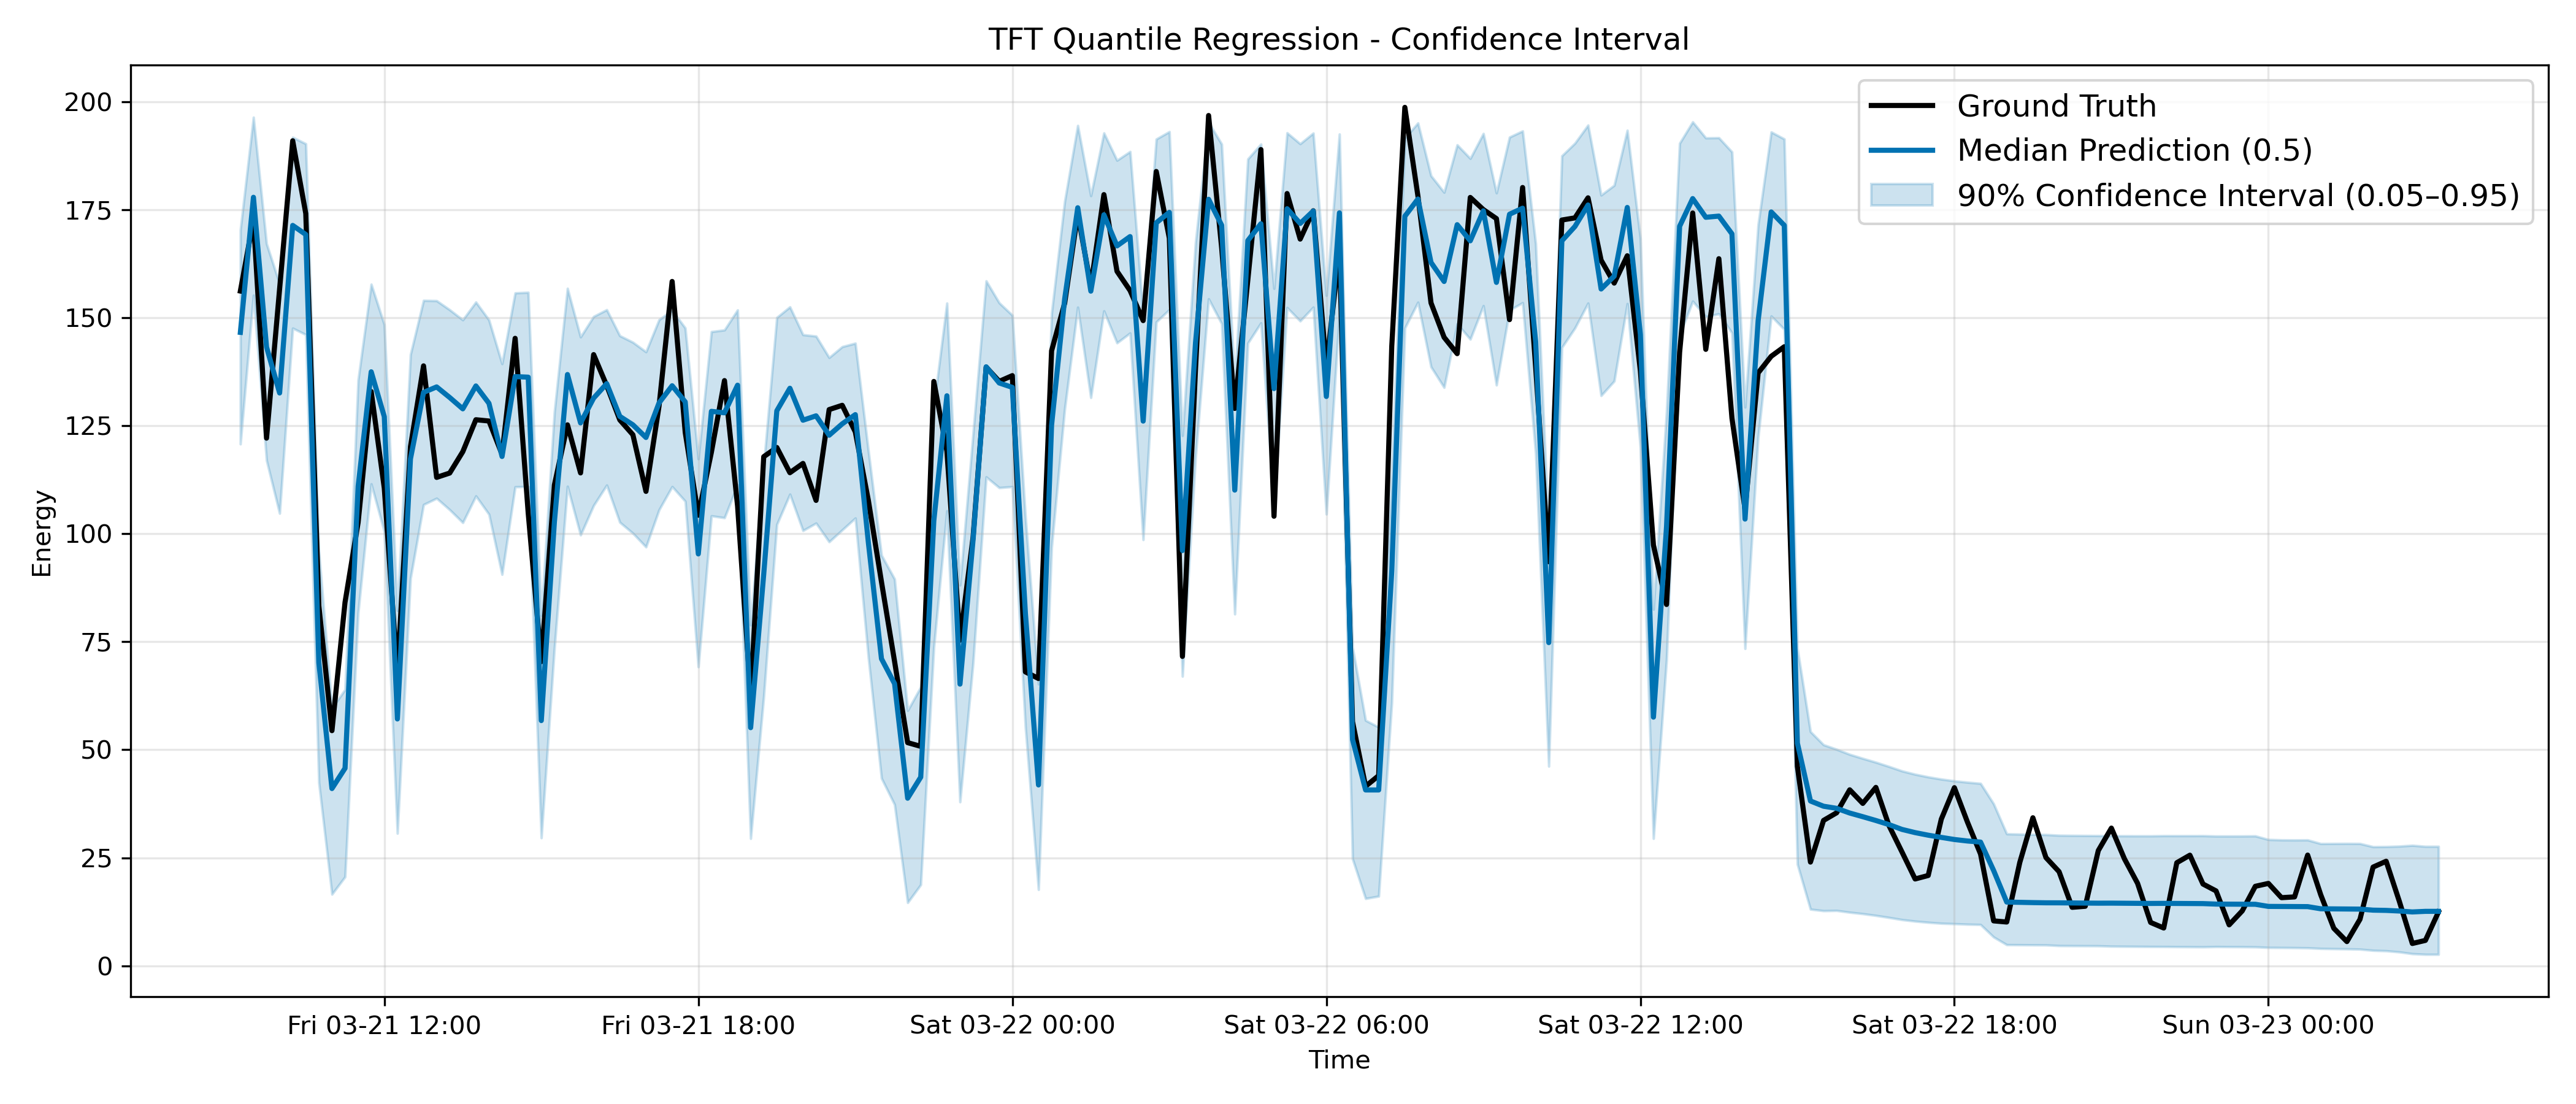 TFT Quantile Regression - Confidence Interval
Ground Truth
Median Prediction (0.5)
90% Confidence Interval (0.05–0.95)
Energy
200
175
150
125
100
75
50
25
0
Fri 03-21 12:00
Fri 03-21 18:00
Sat 03-22 00:00
Sat 03-22 06:00
Sat 03-22 12:00
Sat 03-22 18:00
Sun 03-23 00:00
Time